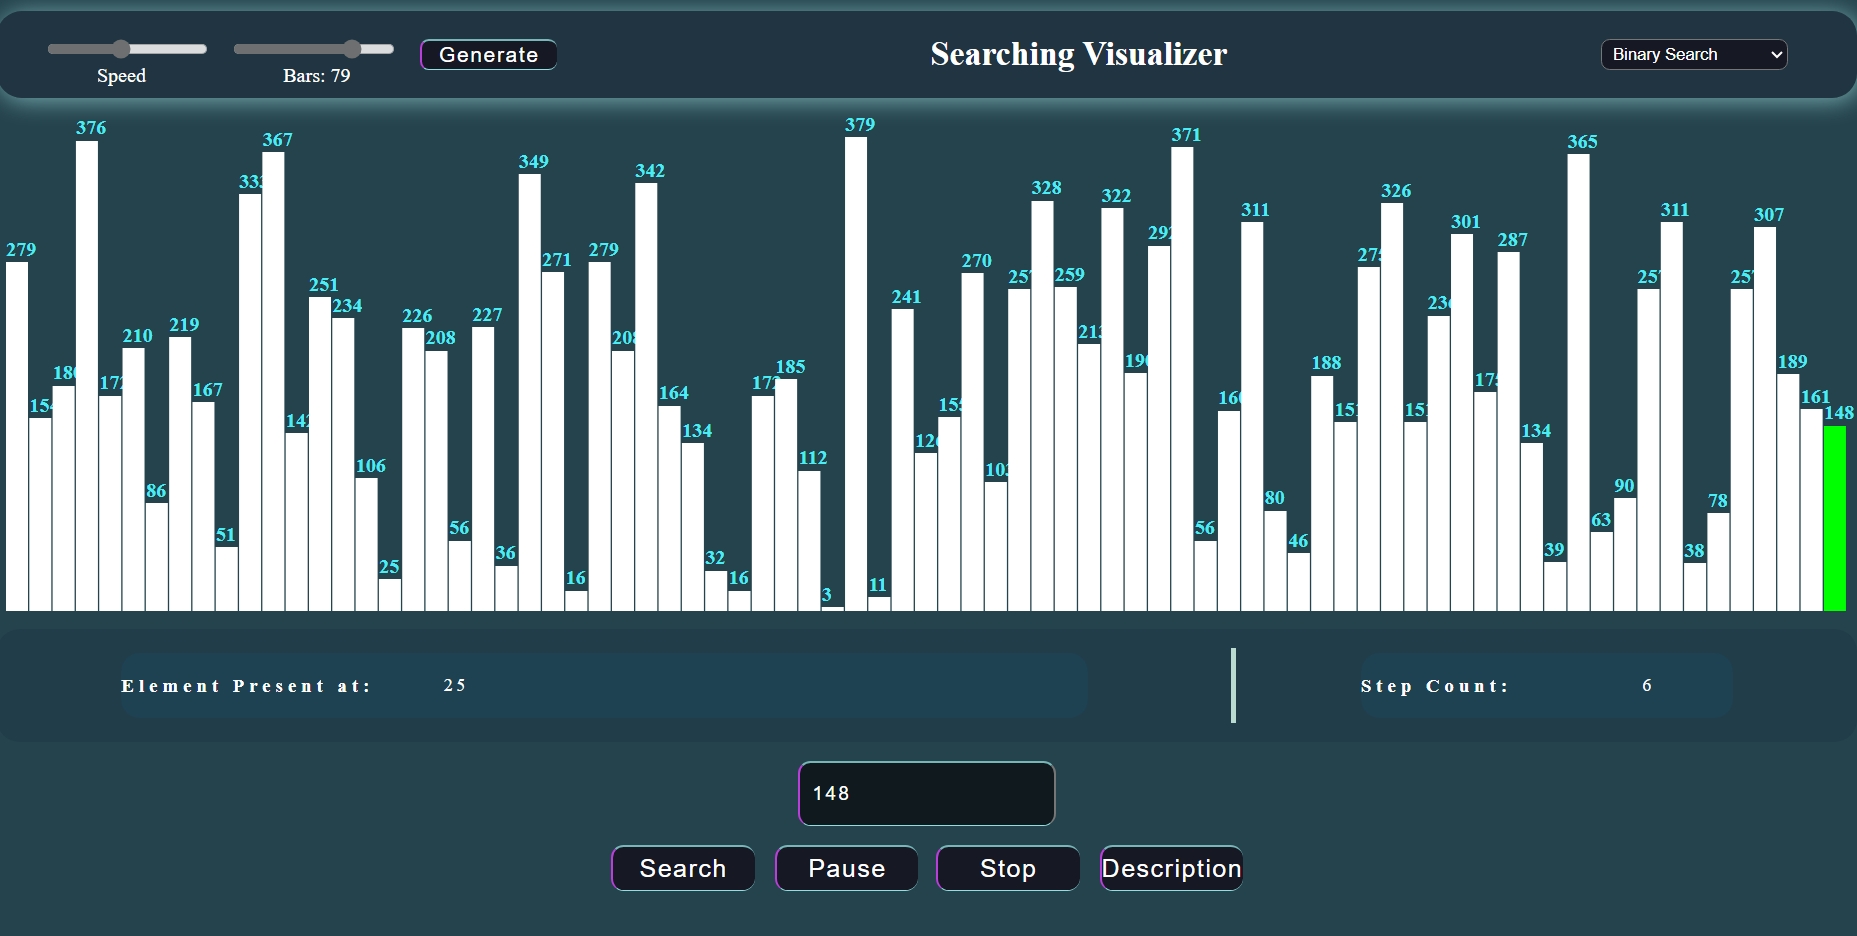 Speed
Bars: 79
Generate
Searching Visualizer
Binary Search
279 154 180 376 172 210 86 219 167 51 333 367 142 251 234 106 25 226 208 56 227 36 349 271 16 279 208 342 164 134 32 16 172 185 112 3 379 11 241 126 155 270 103 257 328 259 213 322 190 292 371 56 160 311 80 46 188 151 275 326 151 236 301 175 287 134 39 365 63 90 257 311 38 78 257 307 189 161 148
Element Present at: 25
Step Count: 6
148
Search Pause Stop Description